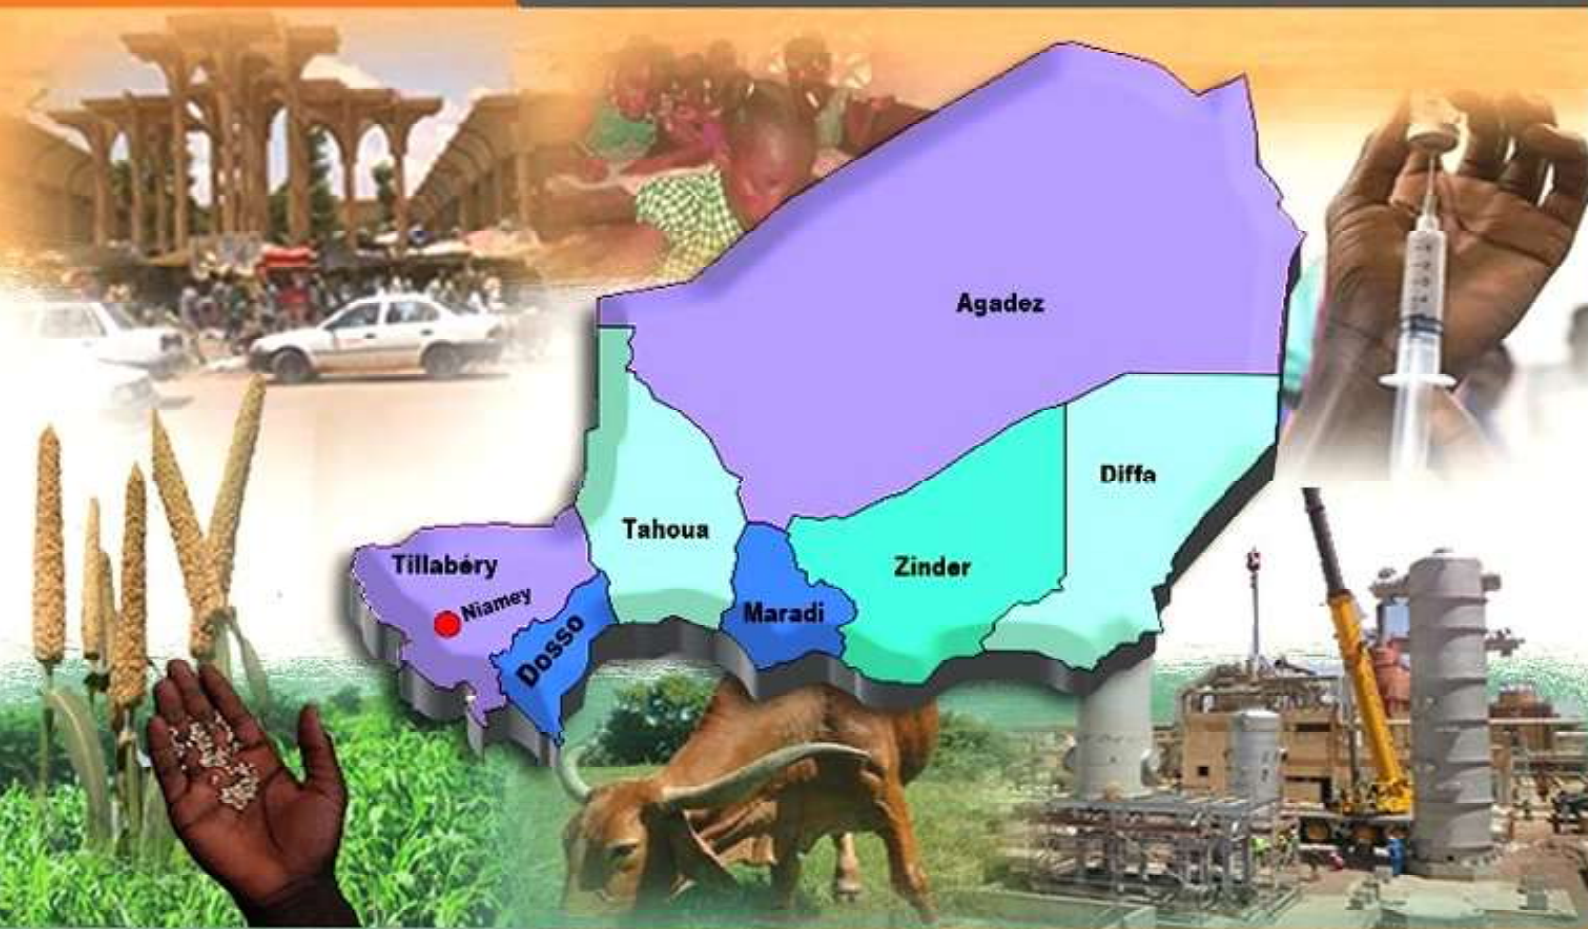 Agadez
Diffa
Tahoua
Zinder
Tillabéry
Niamey
Maradi
Dosso